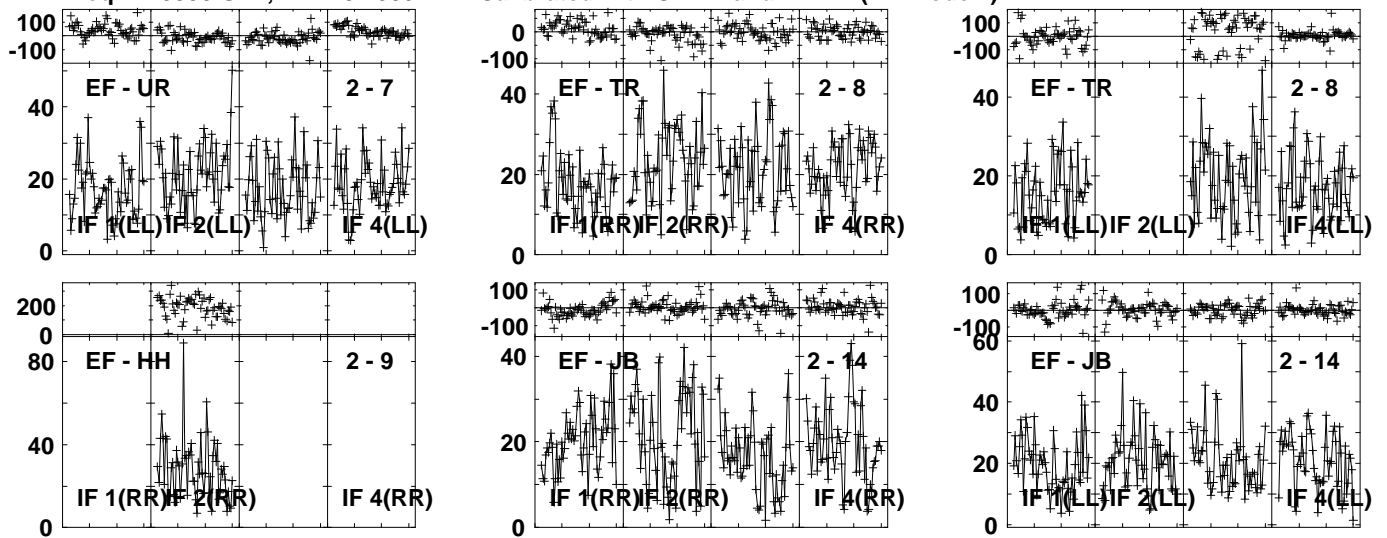 100
-100
EF - UR
2 - 7
40
20
0
IF 1(LL)
IF 2(LL)
IF 4(LL)
100
0
-100
EF - TR
2 - 8
40
20
0
IF 1(RR)
IF 2(RR)
IF 4(RR)
100
-100
EF - TR
2 - 8
40
20
0
IF 1(LL)
IF 2(LL)
IF 4(LL)
200
0
EF - HH
2 - 9
80
40
0
IF 1(RR)
IF 2(RR)
IF 4(RR)
100
-100
EF - JB
2 - 14
40
20
0
IF 1(RR)
IF 2(RR)
IF 4(RR)
100
-100
60
EF - JB
2 - 14
40
20
0
IF 1(LL)
IF 2(LL)
IF 4(LL)